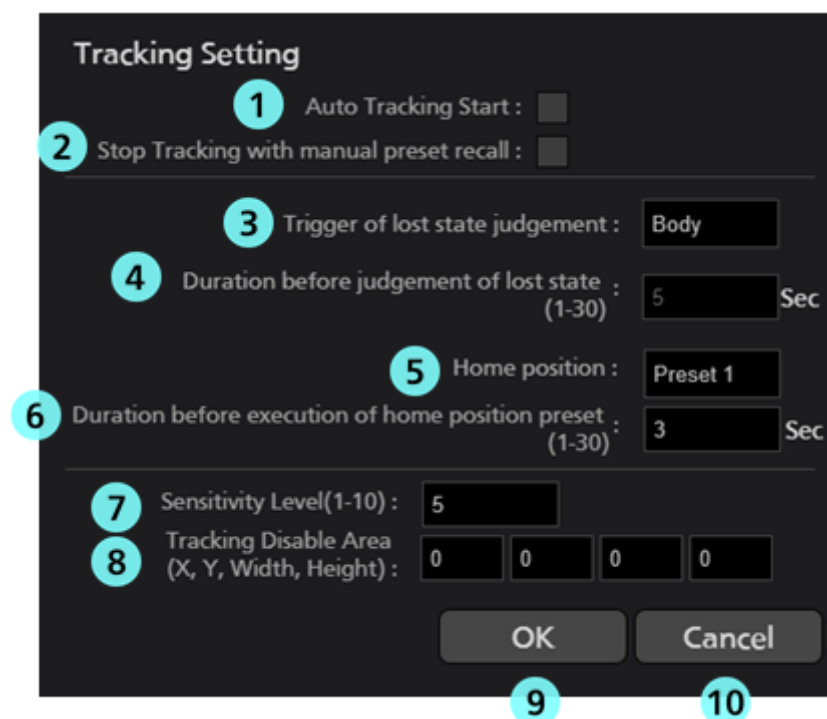 Tracking Setting
1 Auto Tracking Start :
2 Stop Tracking with manual preset recall :
3 Trigger of lost state judgement : Body
4 Duration before judgement of lost state : 5 Sec
(1-30)
5 Home position : Preset 1
6 Duration before execution of home position preset : 3 Sec
(1-30)
7 Sensitivity Level(1-10) : 5
8 Tracking Disable Area
(X, Y, Width, Height) : 0 0 0 0
OK Cancel
9 10